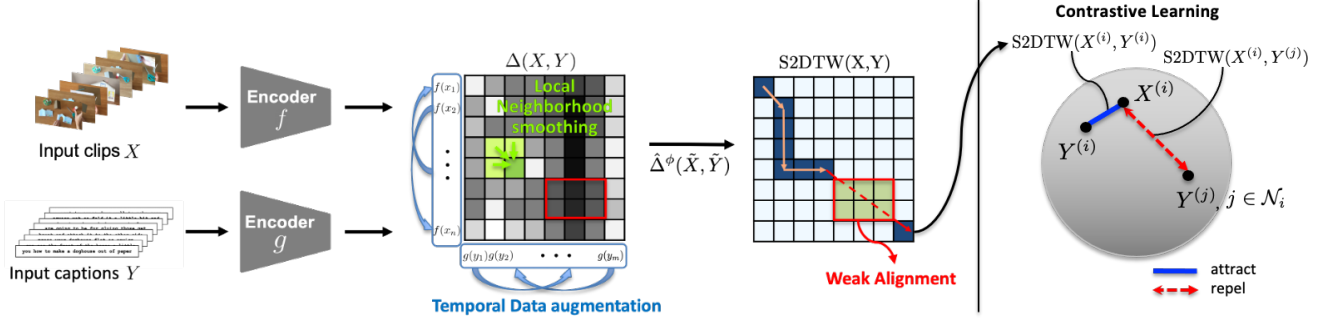 Input clips X
Encoder
f
Input captions Y
you how to make a doghouse out of paper
Encoder
g
Δ(X, Y)
f(x₁)
f(x₂)
f(xₙ)
Local
Neighborhood
smoothing
g(y₁)g(y₂) • • • g(yₘ)
Temporal Data augmentation
Δ̂^ϕ(X̃, Ỹ)
S2DTW(X,Y)
Weak Alignment
Contrastive Learning
S2DTW(X⁽ⁱ⁾, Y⁽ⁱ⁾)
S2DTW(X⁽ⁱ⁾, Y⁽ʲ⁾)
X⁽ⁱ⁾
Y⁽ⁱ⁾
Y⁽ʲ⁾, j ∈ 𝒩ᵢ
attract
repel